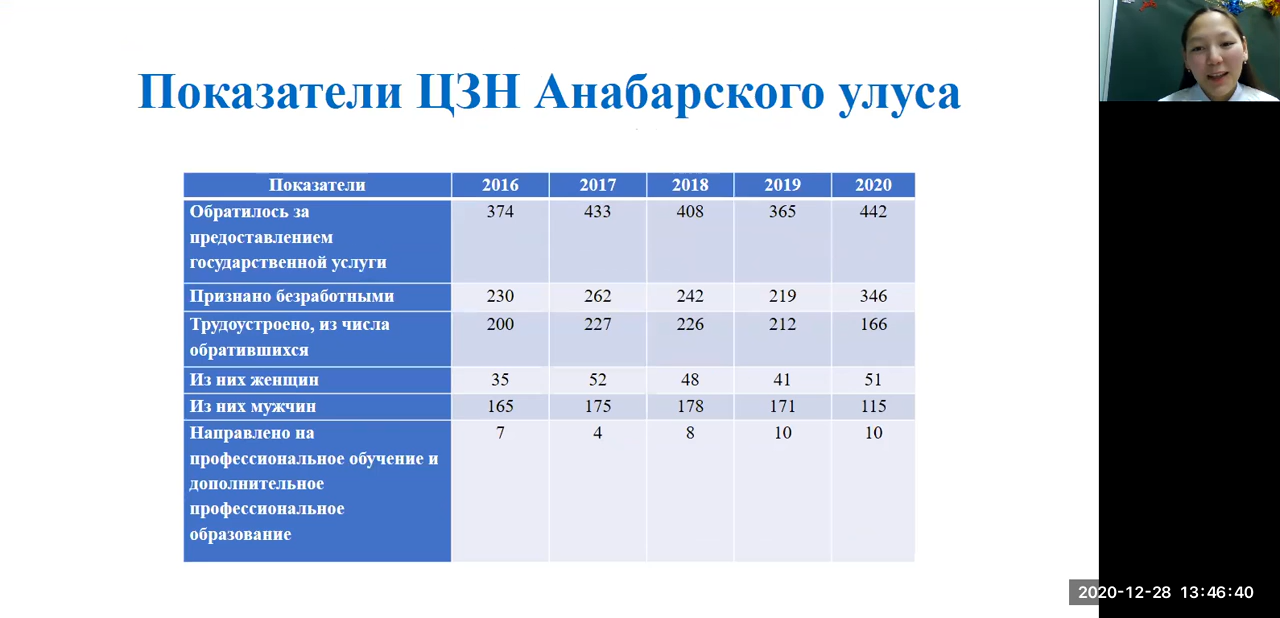 Показатели ЦЗН Анабарского улуса
Показатели 2016 2017 2018 2019 2020
Обратилось за 374 433 408 365 442
предоставлением
государственной услуги
Признано безработными 230 262 242 219 346
Трудоустроено, из числа 200 227 226 212 166
обратившихся
Из них женщин 35 52 48 41 51
Из них мужчин 165 175 178 171 115
Направлено на 7 4 8 10 10
профессиональное обучение и
дополнительное
профессиональное
образование
2020-12-28 13:46:40